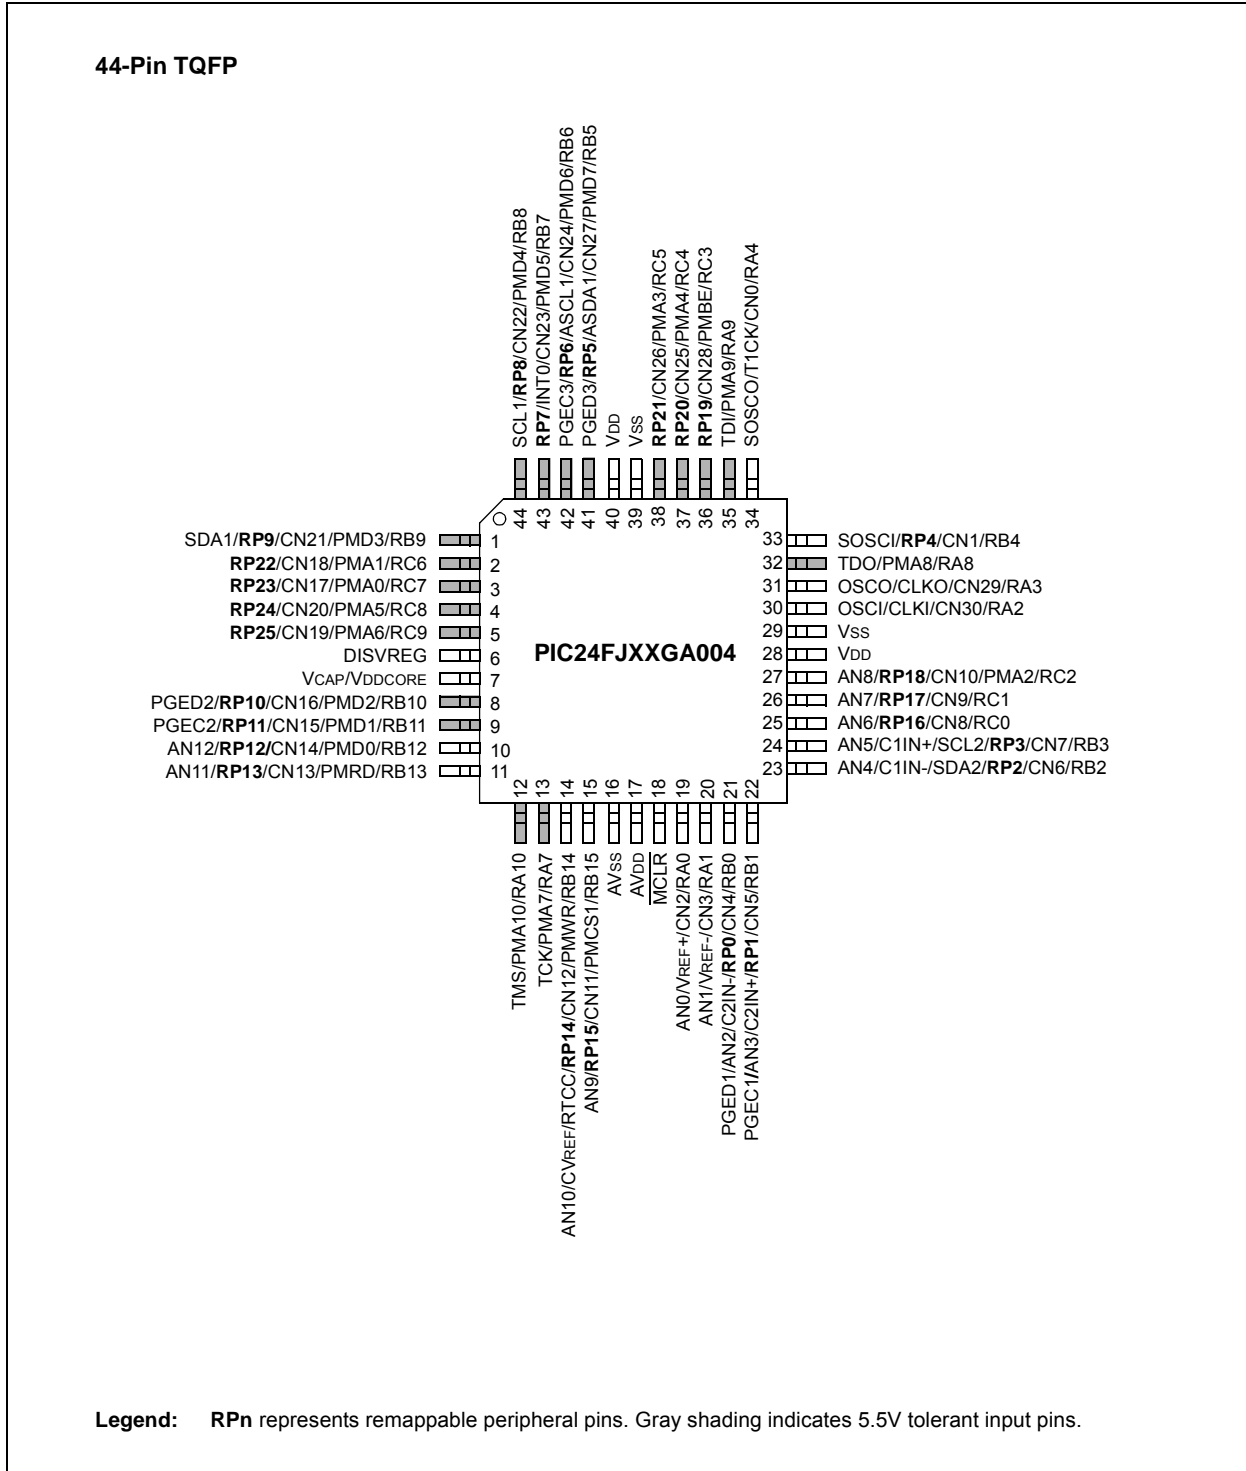 44-Pin TQFP
SCL1/RP8/CN22/PMD4/RB8
RP7/INT0/CN23/PMD5/RB7
PGEC3/RP6/ASCL1/CN24/PMD6/RB6
PGED3/RP5/ASDA1/CN27/PMD7/RB5
VDD
VSS
RP21/CN26/PMA3/RC5
RP20/CN25/PMA4/RC4
RP19/CN28/PMBE/RC3
TDI/PMA9/RA9
SOSCO/T1CK/CN0/RA4
44 43 42 41 40 39 38 37 36 35 34
SDA1/RP9/CN21/PMD3/RB9 1
RP22/CN18/PMA1/RC6 2
RP23/CN17/PMA0/RC7 3
RP24/CN20/PMA5/RC8 4
RP25/CN19/PMA6/RC9 5
DISVREG 6
VCAP/VDDCORE 7
PGED2/RP10/CN16/PMD2/RB10 8
PGEC2/RP11/CN15/PMD1/RB11 9
AN12/RP12/CN14/PMD0/RB12 10
AN11/RP13/CN13/PMRD/RB13 11
PIC24FJXXGA004
33 SOSCI/RP4/CN1/RB4
32 TDO/PMA8/RA8
31 OSCO/CLKO/CN29/RA3
30 OSCI/CLKI/CN30/RA2
29 VSS
28 VDD
27 AN8/RP18/CN10/PMA2/RC2
26 AN7/RP17/CN9/RC1
25 AN6/RP16/CN8/RC0
24 AN5/C1IN+/SCL2/RP3/CN7/RB3
23 AN4/C1IN-/SDA2/RP2/CN6/RB2
12 13 14 15 16 17 18 19 20 21 22
TMS/PMA10/RA10
TCK/PMA7/RA7
AN10/CVREF/RTCC/RP14/CN12/PMWR/RB14
AN9/RP15/CN11/PMCS1/RB15
AVSS
AVDD
MCLR
AN0/VREF+/CN2/RA0
AN1/VREF-/CN3/RA1
PGED1/AN2/C2IN-/RP0/CN4/RB0
PGEC1/AN3/C2IN+/RP1/CN5/RB1
Legend: RPn represents remappable peripheral pins. Gray shading indicates 5.5V tolerant input pins.